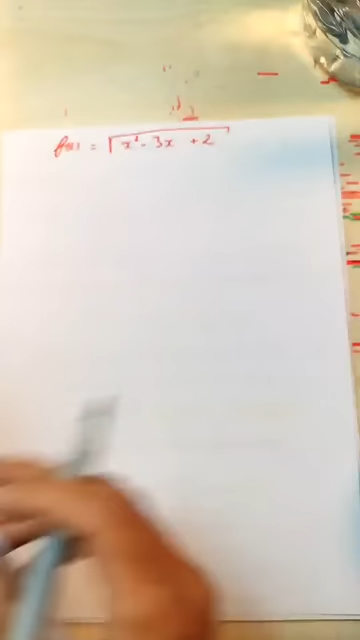 f(x) = √x² - 3x + 2